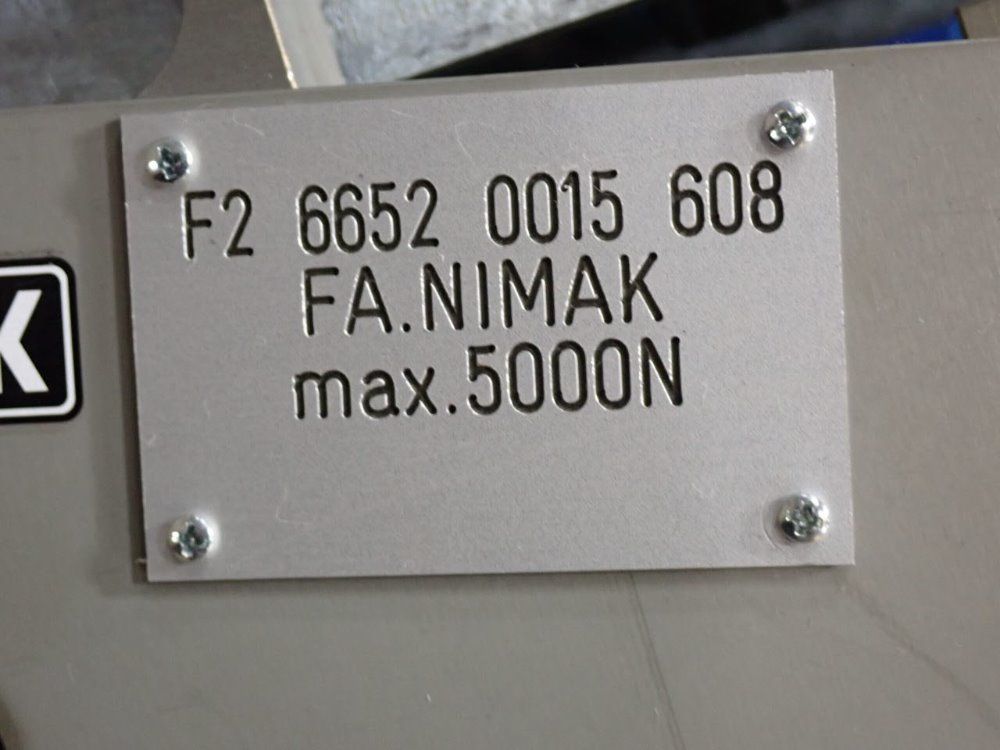 F2 6652 0015 608
FA.NIMAK
max.5000N
K